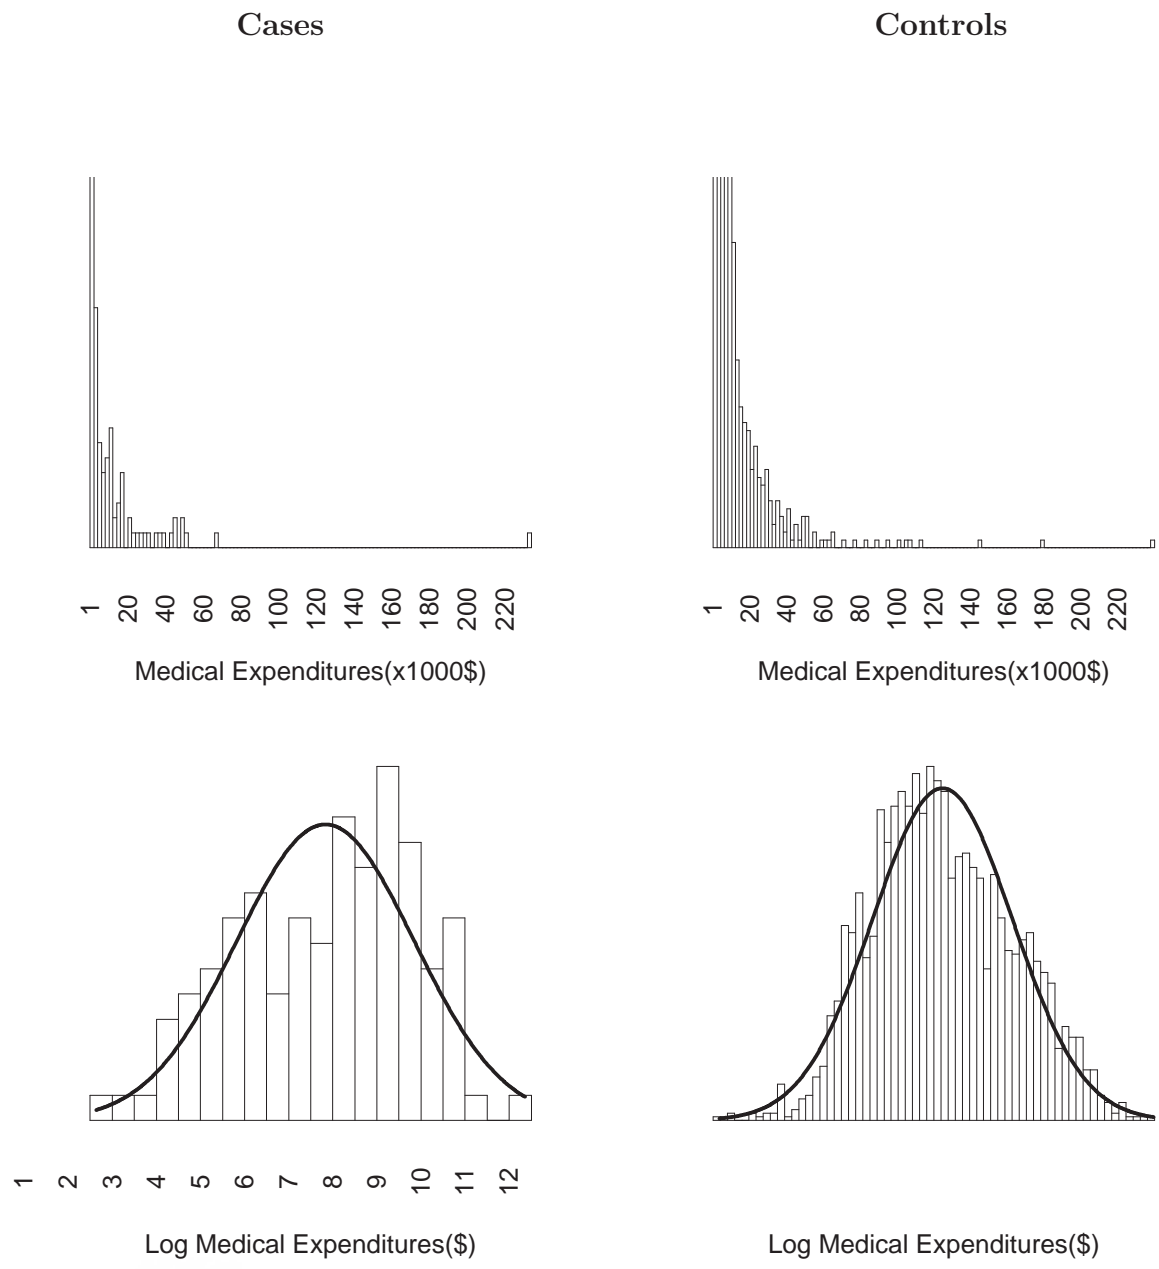 Cases Controls
1 20 40 60 80 100 120 140 160 180 200 220
1 20 40 60 80 100 120 140 160 180 200 220
Medical Expenditures(x1000$) Medical Expenditures(x1000$)
1 2 3 4 5 6 7 8 9 10 11 12
Log Medical Expenditures($) Log Medical Expenditures($)